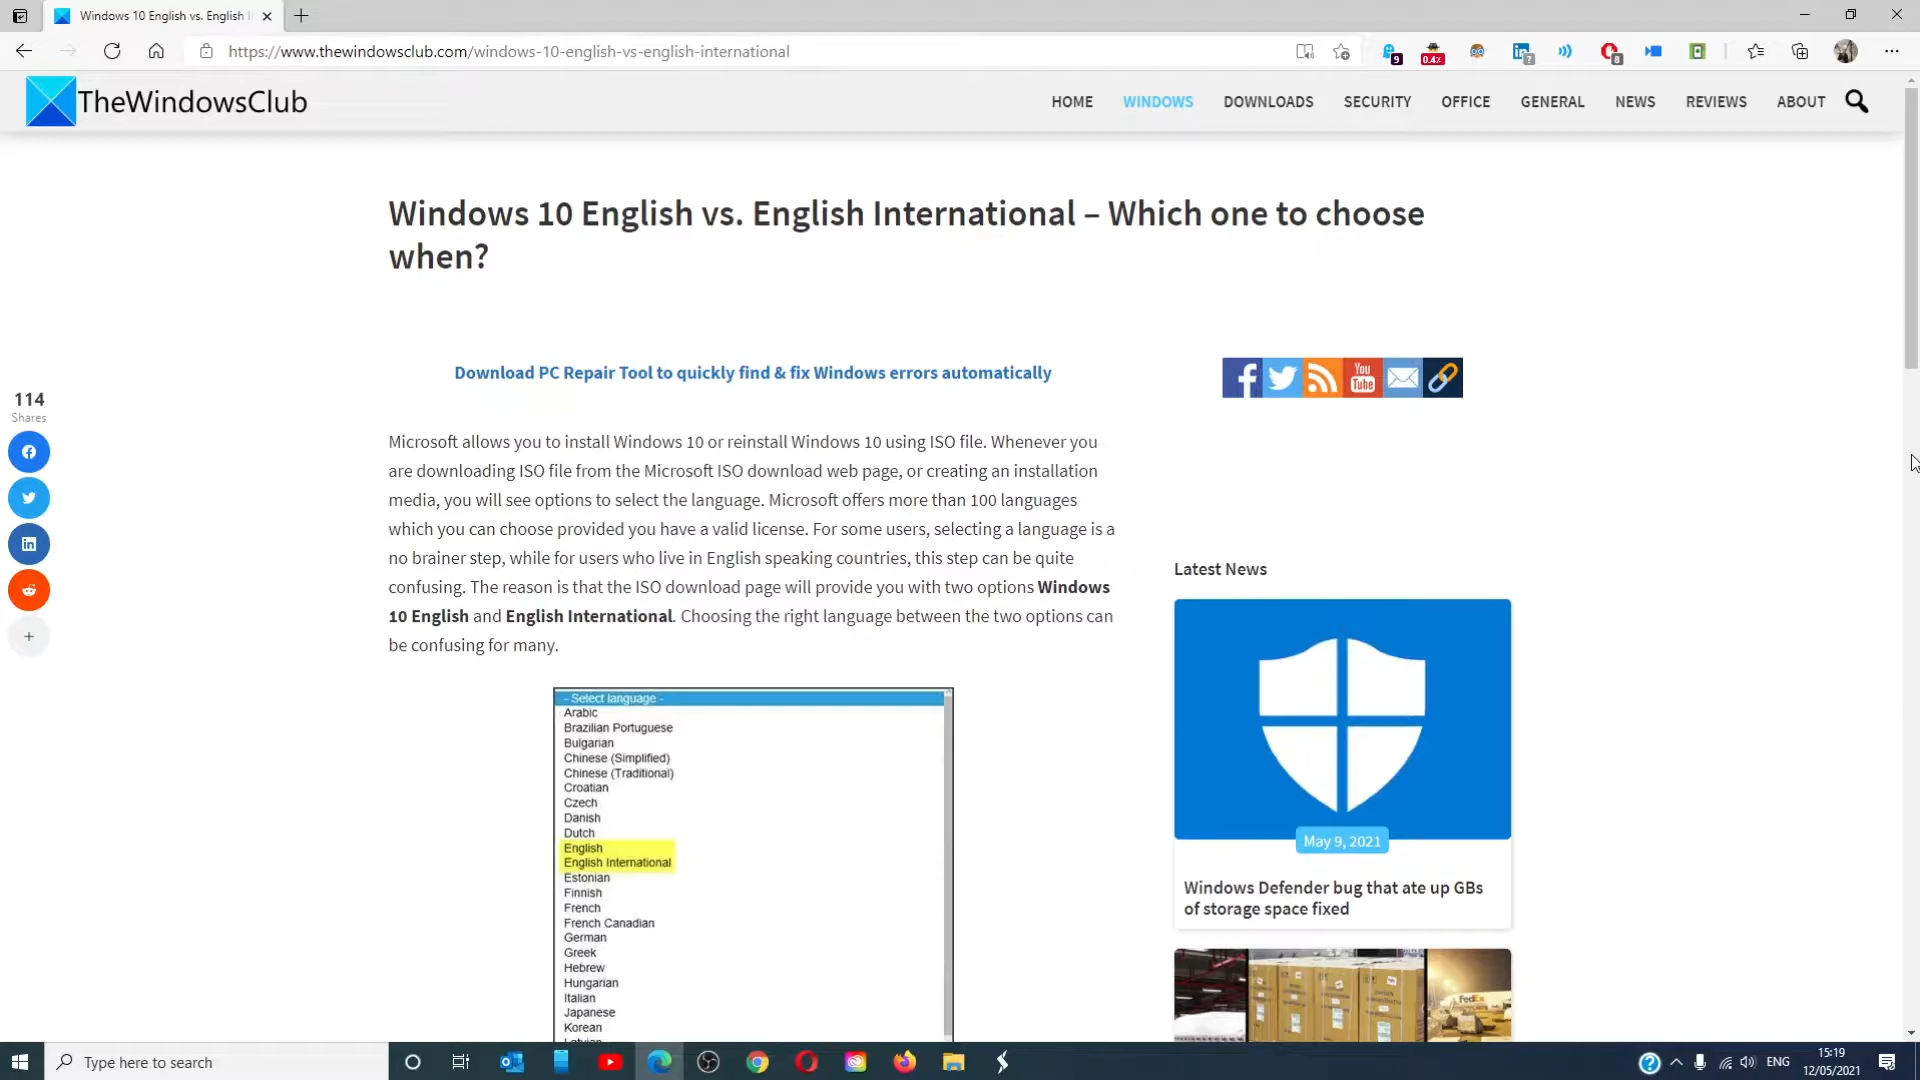 Windows 10 English vs. English I
https://www.thewindowsclub.com/windows-10-english-vs-english-international
9
0.4%
?
8
TheWindowsClub
HOME
WINDOWS
DOWNLOADS
SECURITY
OFFICE
GENERAL
NEWS
REVIEWS
ABOUT
Windows 10 English vs. English International – Which one to choose
when?
Download PC Repair Tool to quickly find & fix Windows errors automatically
You
Tube
114
Shares
Microsoft allows you to install Windows 10 or reinstall Windows 10 using ISO file. Whenever you
are downloading ISO file from the Microsoft ISO download web page, or creating an installation
media, you will see options to select the language. Microsoft offers more than 100 languages
which you can choose provided you have a valid license. For some users, selecting a language is a
no brainer step, while for users who live in English speaking countries, this step can be quite
confusing. The reason is that the ISO download page will provide you with two options Windows
10 English and English International. Choosing the right language between the two options can
be confusing for many.
- Select language -
Arabic
Brazilian Portuguese
Bulgarian
Chinese (Simplified)
Chinese (Traditional)
Croatian
Czech
Danish
Dutch
English
English International
Estonian
Finnish
French
French Canadian
German
Greek
Hebrew
Hungarian
Italian
Japanese
Korean
Latest News
May 9, 2021
Windows Defender bug that ate up GBs
of storage space fixed
FedEx
Type here to search
ENG
15:19
12/05/2021